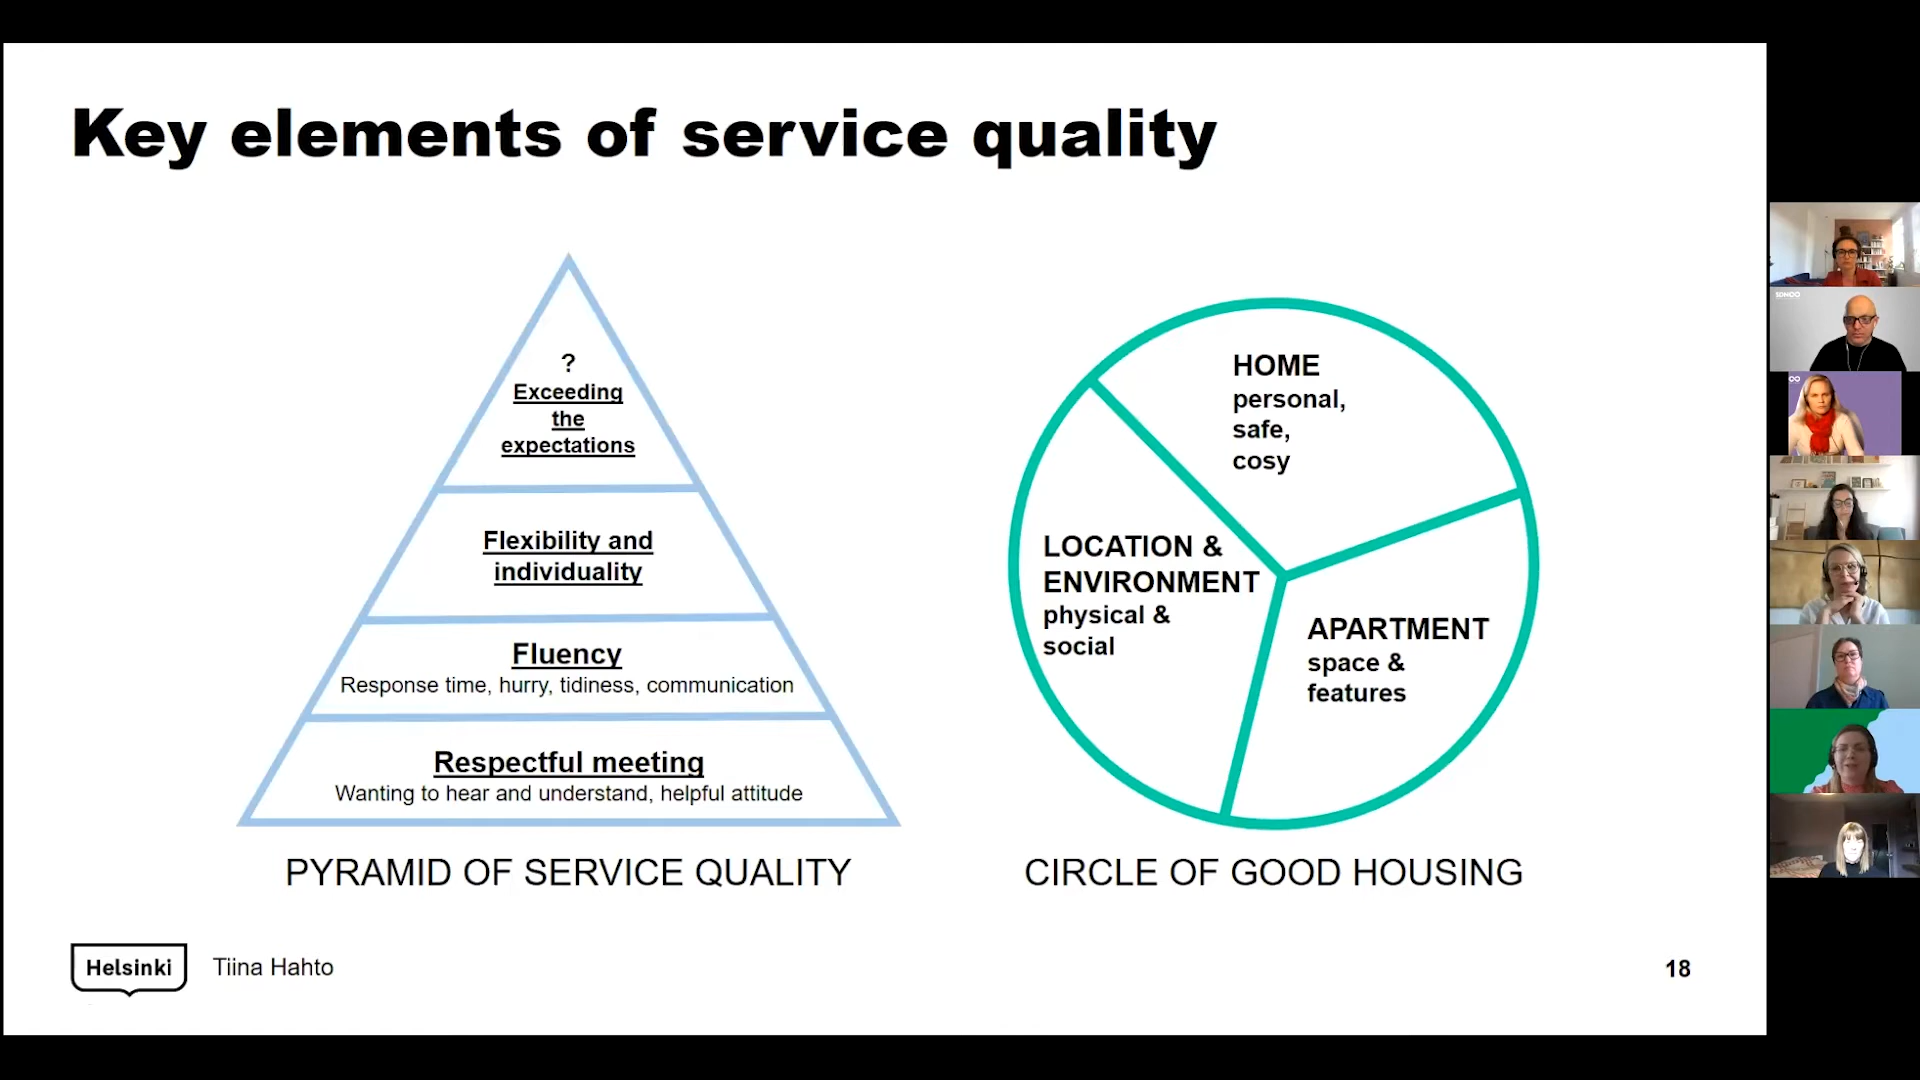 Key elements of service quality
?
Exceeding
the
expectations
Flexibility and
individuality
Fluency
Response time, hurry, tidiness, communication
Respectful meeting
Wanting to hear and understand, helpful attitude
PYRAMID OF SERVICE QUALITY
HOME
personal,
safe,
cosy
LOCATION &
ENVIRONMENT
physical &
social
APARTMENT
space &
features
CIRCLE OF GOOD HOUSING
Helsinki
Tiina Hahto
18